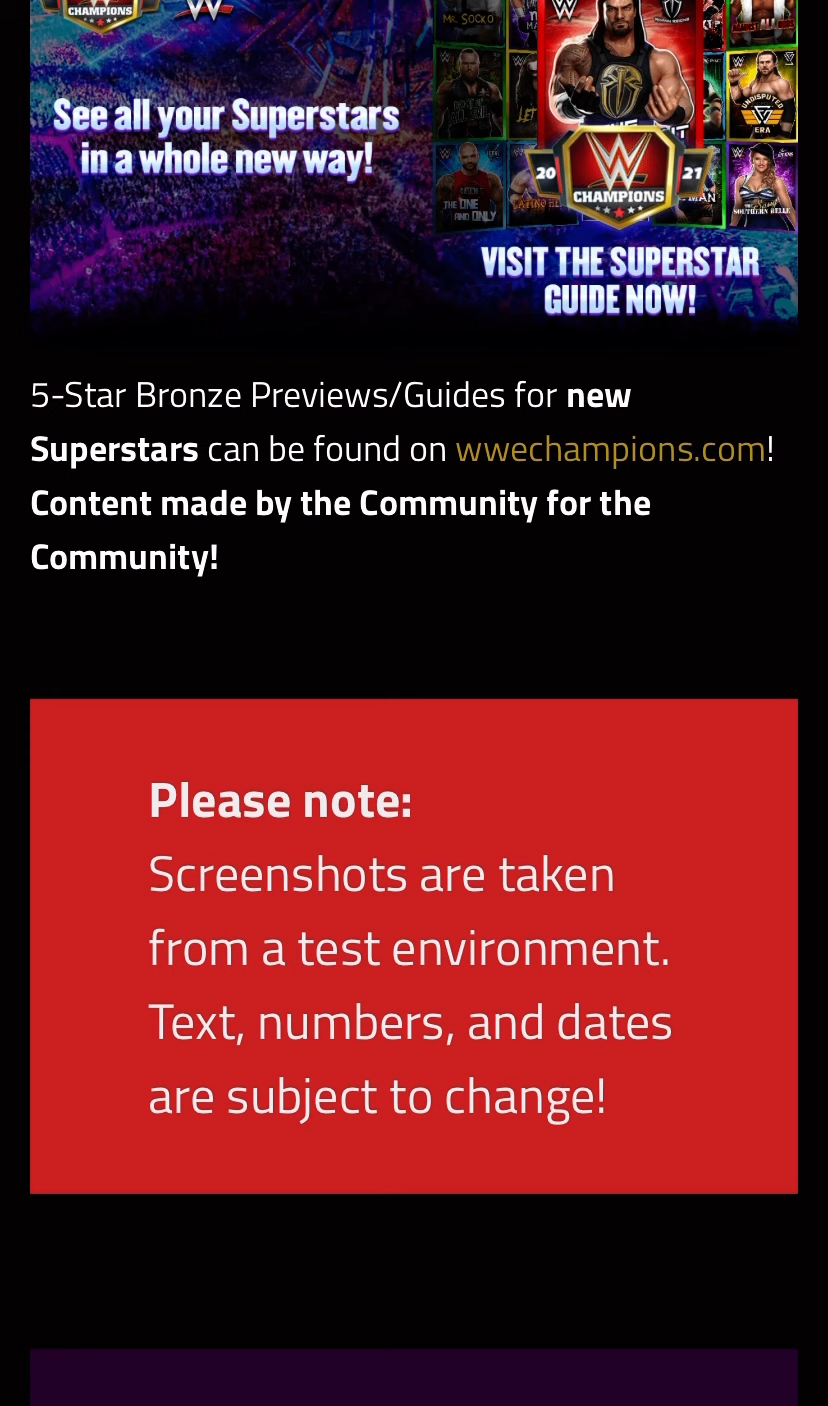 CHAMPIONS
MR. SOCKO
See all your Superstars
in a whole new way!
UNDISPUTED
ERA
20
21
CHAMPIONS
THE ONE
AND ONLY
SOUTHERN BELLE
VISIT THE SUPERSTAR
GUIDE NOW!
5-Star Bronze Previews/Guides for new
Superstars can be found on wwechampions.com!
Content made by the Community for the
Community!
Please note:
Screenshots are taken
from a test environment.
Text, numbers, and dates
are subject to change!